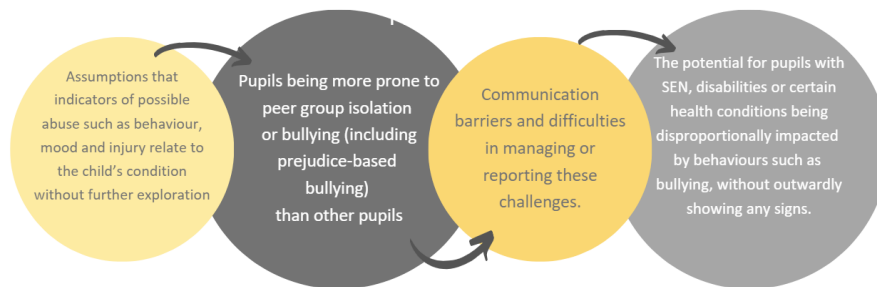 Assumptions that
indicators of possible
abuse such as behaviour,
mood and injury relate to
the child's condition
without further exploration
Pupils being more prone to
peer group isolation
or bullying (including
prejudice-based
bullying)
than other pupils
Communication
barriers and difficulties
in managing or
reporting these
challenges.
The potential for pupils with
SEN, disabilities or certain
health conditions being
disproportionally impacted
by behaviours such as
bullying, without outwardly
showing any signs.